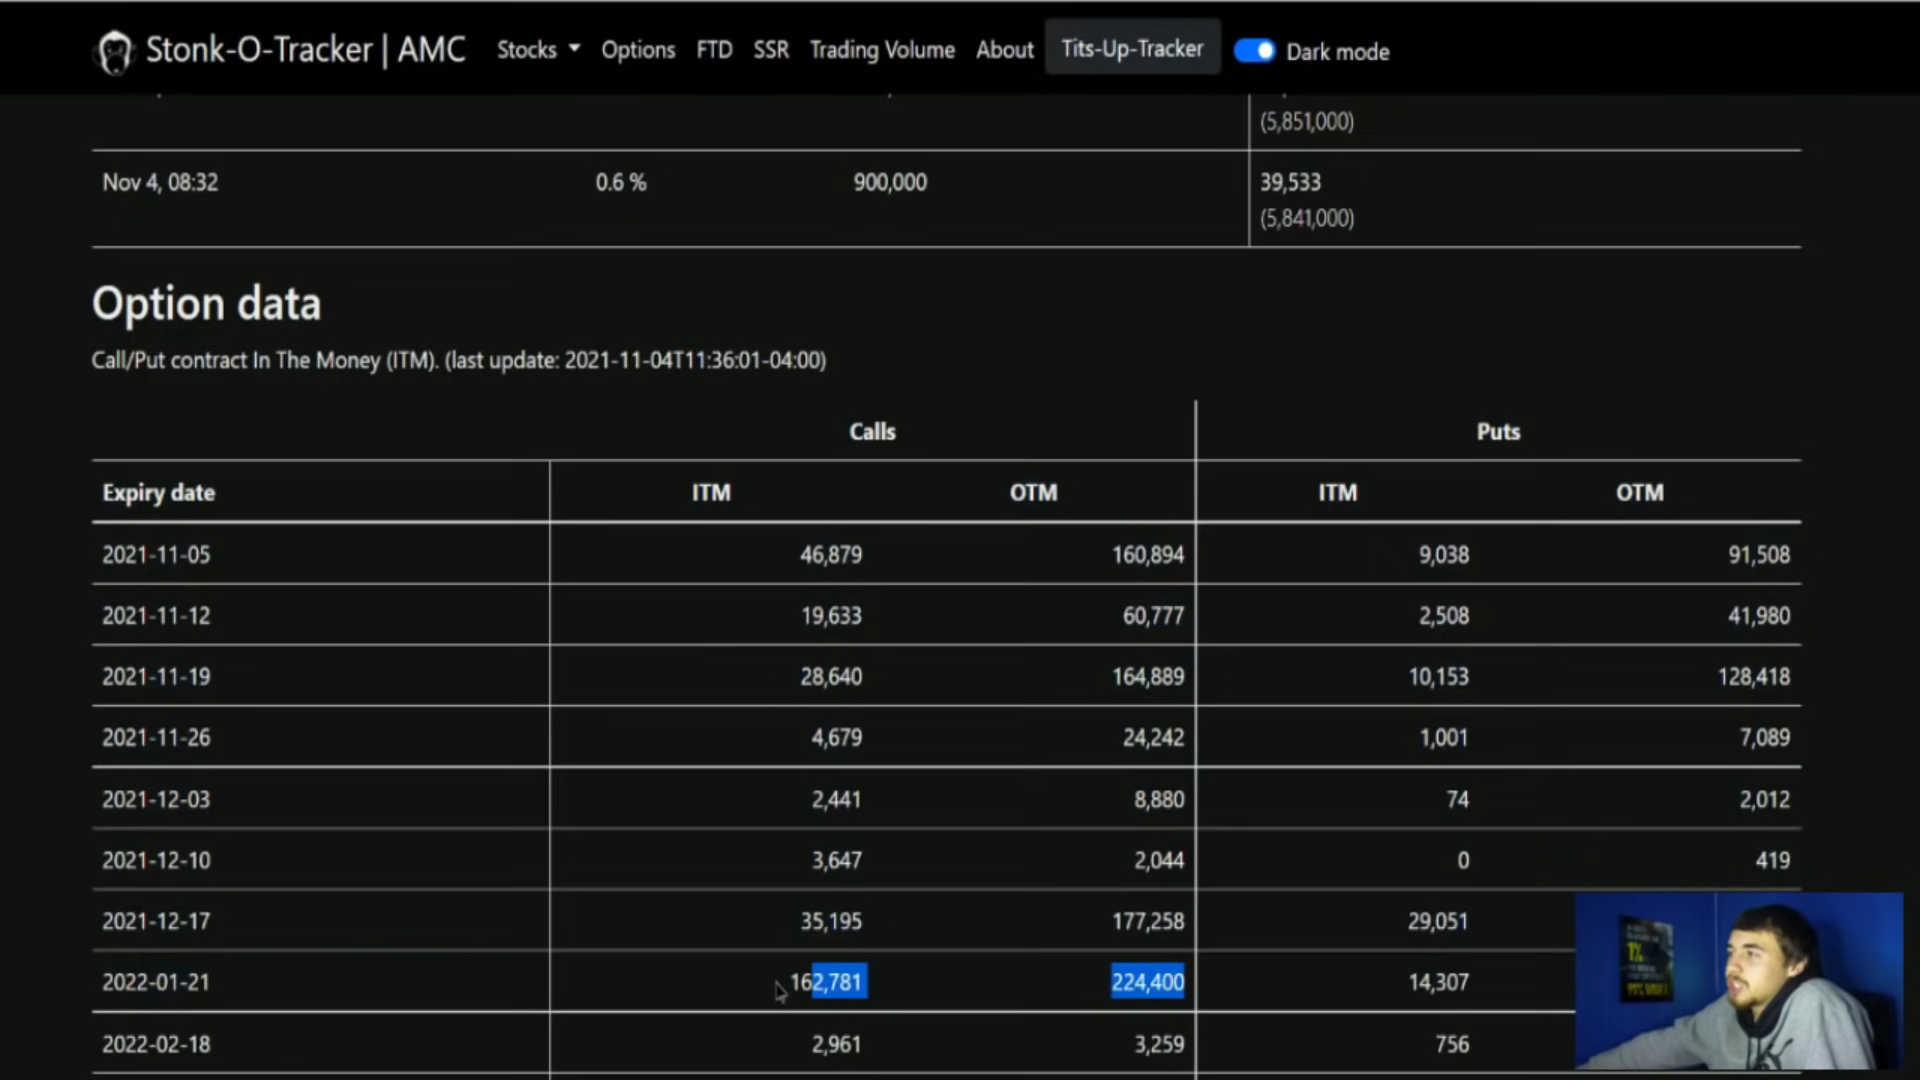 Stonk-O-Tracker | AMC Stocks Options FTD SSR Trading Volume About Tits-Up-Tracker Dark mode
(5,851,000)
Nov 4, 08:32 0.6 % 900,000 39,533
(5,841,000)
Option data
Call/Put contract In The Money (ITM). (last update: 2021-11-04T11:36:01-04:00)
Calls Puts
Expiry date ITM OTM ITM OTM
2021-11-05 46,879 160,894 9,038 91,508
2021-11-12 19,633 60,777 2,508 41,980
2021-11-19 28,640 164,889 10,153 128,418
2021-11-26 4,679 24,242 1,001 7,089
2021-12-03 2,441 8,880 74 2,012
2021-12-10 3,647 2,044 0 419
2021-12-17 35,195 177,258 29,051
2022-01-21 162,781 224,400 14,307
2022-02-18 2,961 3,259 756
1%